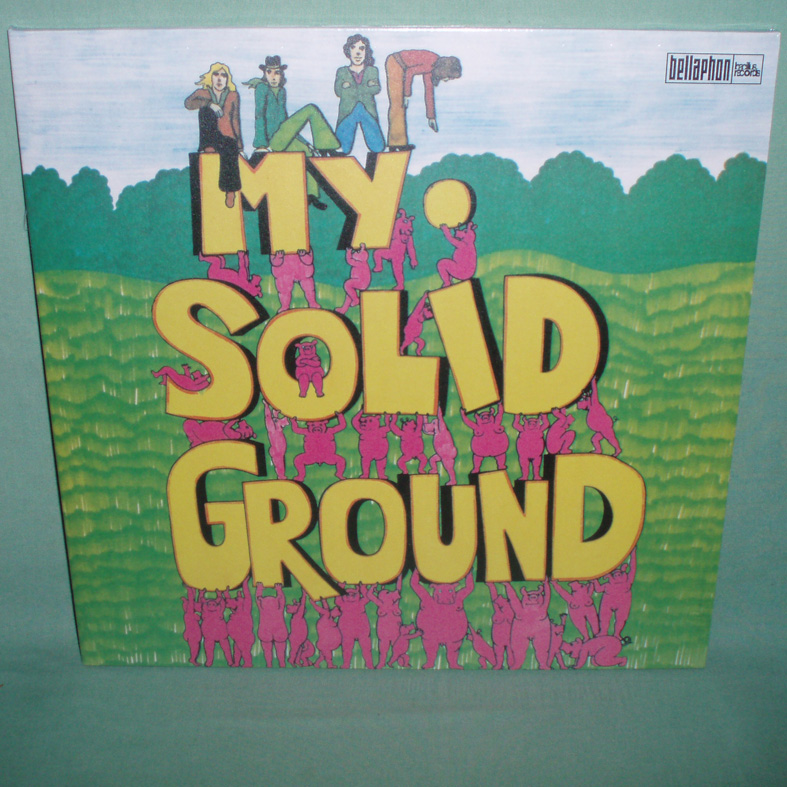 bellaphon
bacillus
records
MY.
SOLID
GROUND